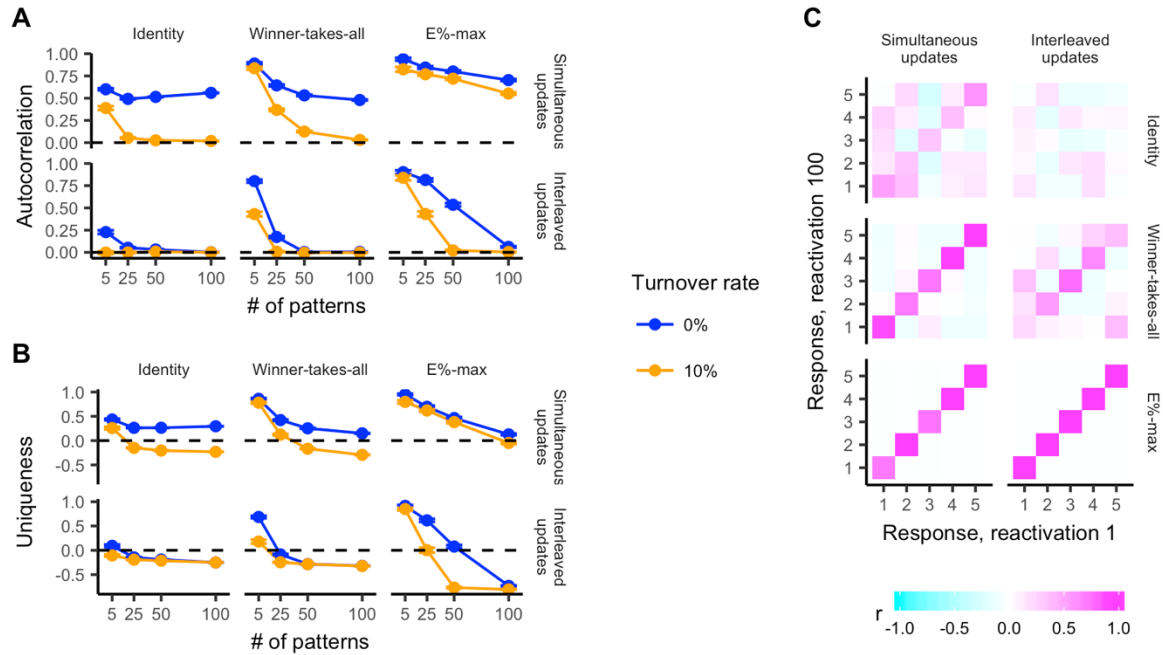 A
Identity
Winner-takes-all
E%-max
Autocorrelation
1.00
0.75
0.50
0.25
0.00
Simultaneous
updates
1.00
0.75
0.50
0.25
0.00
Interleaved
updates
5 25 50 100
5 25 50 100
5 25 50 100
# of patterns
B
Identity
Winner-takes-all
E%-max
Uniqueness
1.0
0.5
0.0
-0.5
Simultaneous
updates
1.0
0.5
0.0
-0.5
Interleaved
updates
5 25 50 100
5 25 50 100
5 25 50 100
# of patterns
Turnover rate
0%
10%
C
Simultaneous
updates
Interleaved
updates
Response, reactivation 100
5
4
3
2
1
Identity
5
4
3
2
1
Winner-takes-all
5
4
3
2
1
E%-max
1 2 3 4 5
1 2 3 4 5
Response, reactivation 1
r
-1.0 -0.5 0.0 0.5 1.0